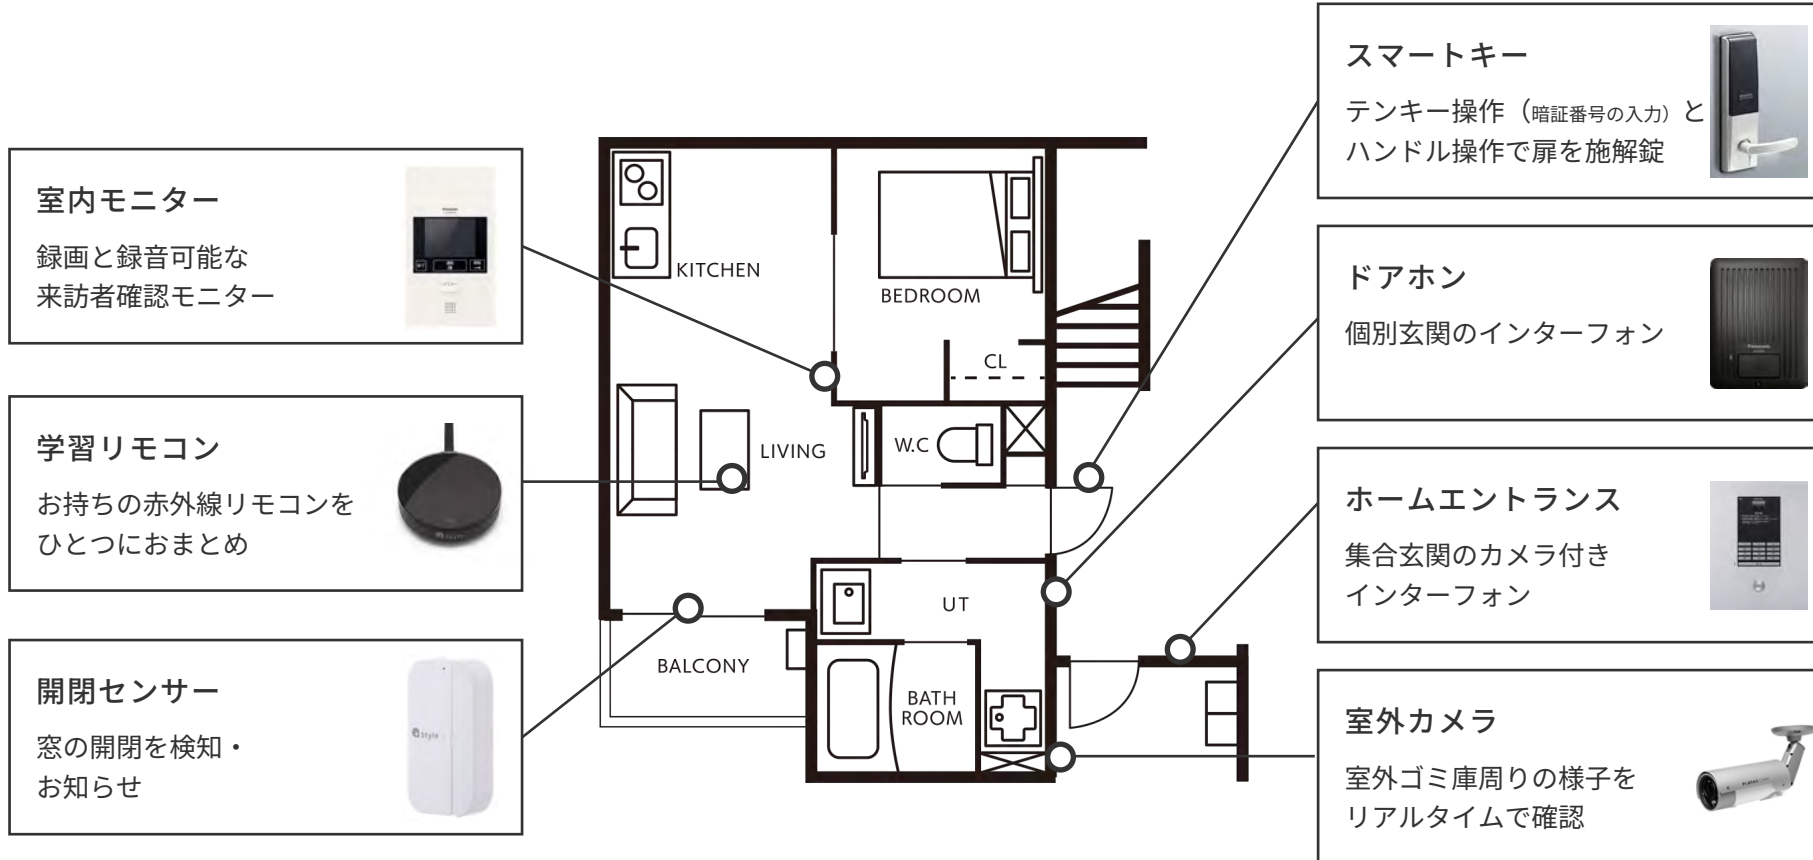 室内モニター
録画と録音可能な
来訪者確認モニター
学習リモコン
お持ちの赤外線リモコンを
ひとつにおまとめ
開閉センサー
窓の開閉を検知・
お知らせ
style
KITCHEN
BEDROOM
CL
LIVING
W.C
UT
BALCONY
BATH
ROOM
スマートキー
テンキー操作（暗証番号の入力）と
ハンドル操作で扉を施解錠
ドアホン
個別玄関のインターフォン
Panasonic
ホームエントランス
集合玄関のカメラ付き
インターフォン
室外カメラ
室外ゴミ庫周りの様子を
リアルタイムで確認